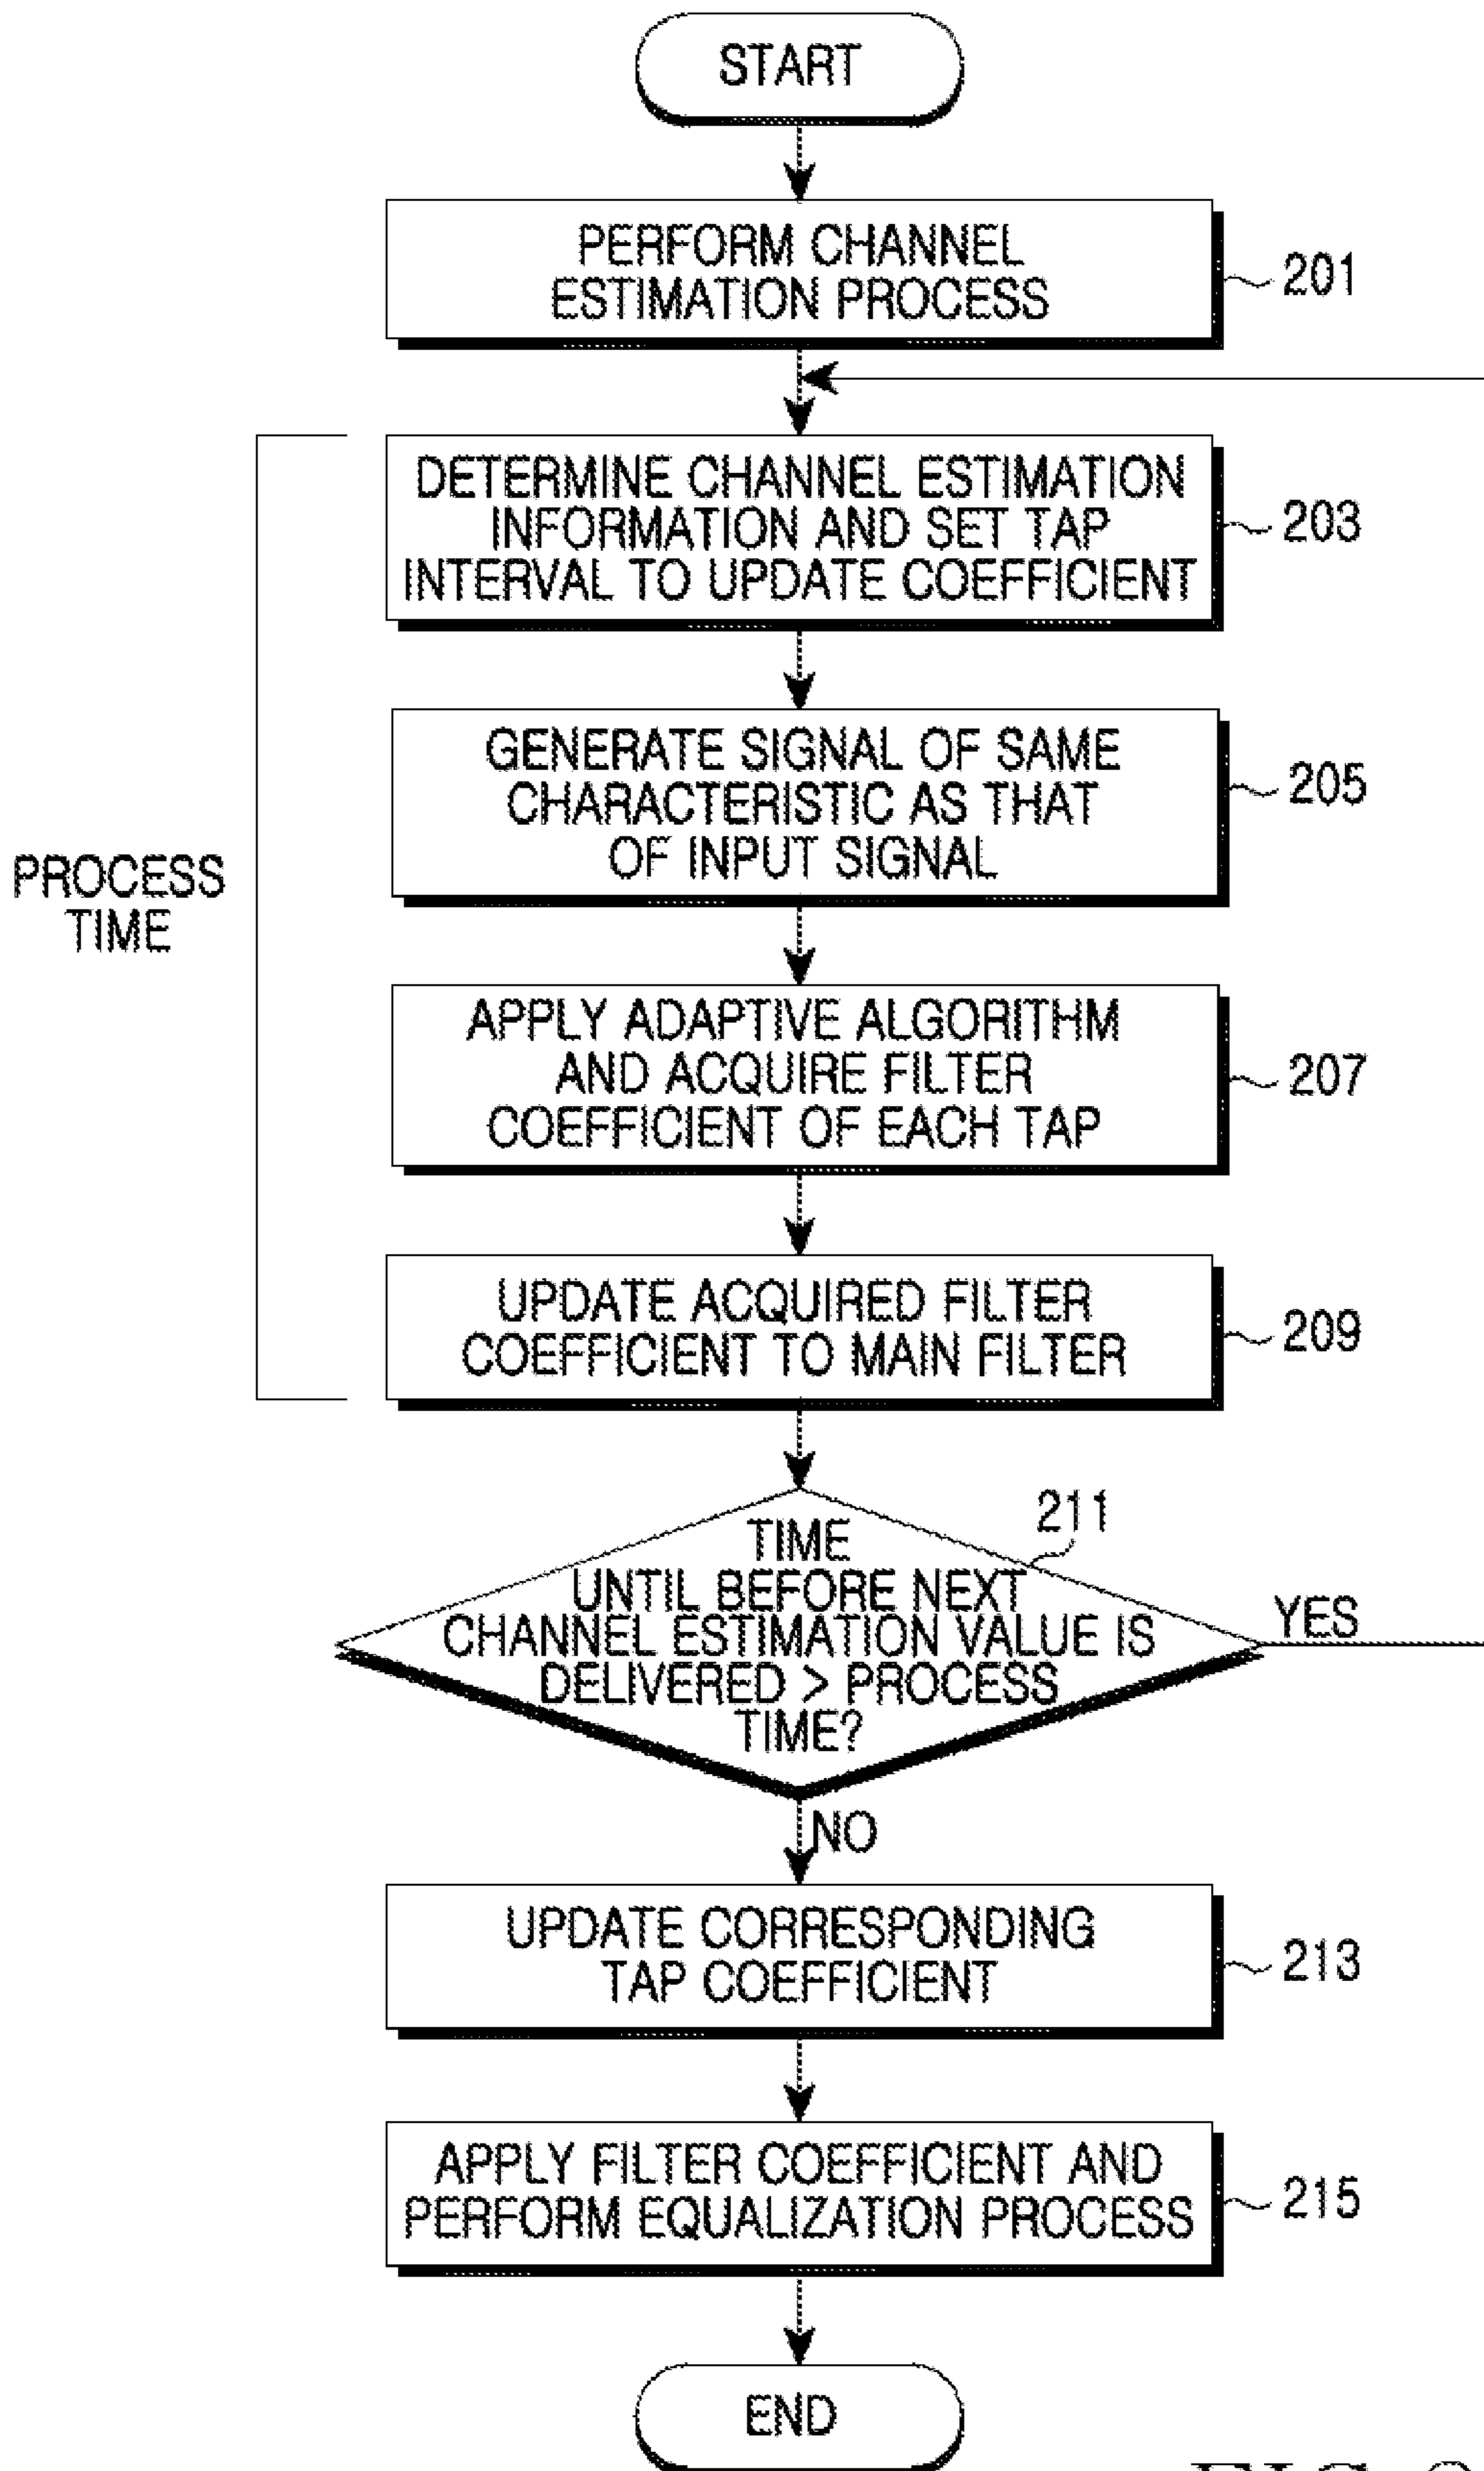 START
PERFORM CHANNEL
ESTIMATION PROCESS
201
DETERMINE CHANNEL ESTIMATION
INFORMATION AND SET TAP
INTERVAL TO UPDATE COEFFICIENT
203
GENERATE SIGNAL OF SAME
CHARACTERISTIC AS THAT
OF INPUT SIGNAL
205
PROCESS
TIME
APPLY ADAPTIVE ALGORITHM
AND ACQUIRE FILTER
COEFFICIENT OF EACH TAP
207
UPDATE ACQUIRED FILTER
COEFFICIENT TO MAIN FILTER
209
211
TIME
UNTIL BEFORE NEXT
CHANNEL ESTIMATION VALUE IS
DELIVERED > PROCESS
TIME?
YES
NO
UPDATE CORRESPONDING
TAP COEFFICIENT
213
APPLY FILTER COEFFICIENT AND
PERFORM EQUALIZATION PROCESS
215
END